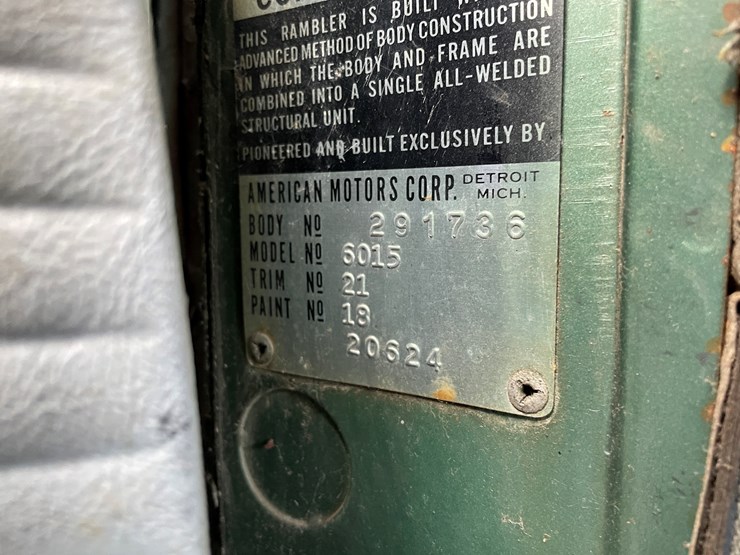 THIS RAMBLER IS BUILT
ADVANCED METHOD OF BODY CONSTRUCTION
IN WHICH THE BODY AND FRAME ARE
COMBINED INTO A SINGLE ALL-WELDED
STRUCTURAL UNIT.
PIONEERED AND BUILT EXCLUSIVELY BY
AMERICAN MOTORS CORP. DETROIT MICH.
BODY Nº 291736
MODEL Nº 6015
TRIM Nº 21
PAINT Nº 18
20624